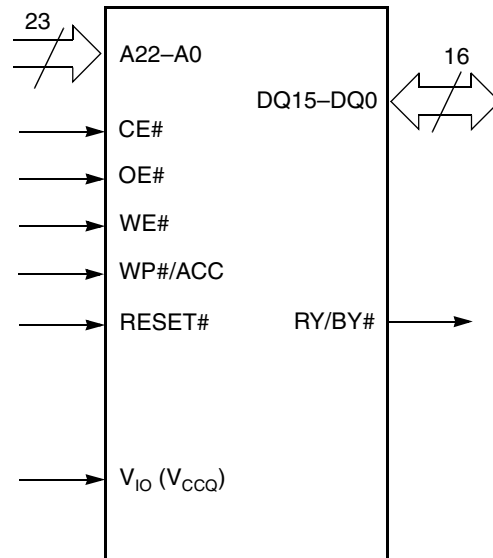 23
A22–A0
16
DQ15–DQ0
CE#
OE#
WE#
WP#/ACC
RESET#
RY/BY#
V_IO (V_CCQ)